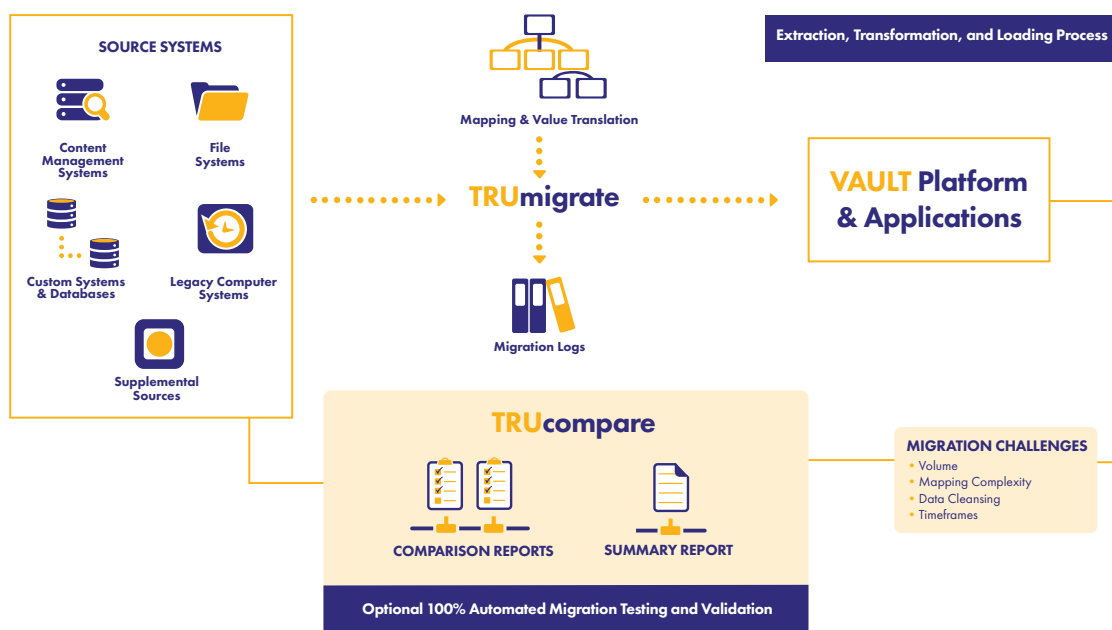 SOURCE SYSTEMS
Content
Management
Systems
File
Systems
Custom Systems
& Databases
Legacy Computer
Systems
Supplemental
Sources
Mapping & Value Translation
TRUmigrate
Migration Logs
Extraction, Transformation, and Loading Process
VAULT Platform
& Applications
TRUcompare
COMPARISON REPORTS
SUMMARY REPORT
Optional 100% Automated Migration Testing and Validation
MIGRATION CHALLENGES
• Volume
• Mapping Complexity
• Data Cleansing
• Timeframes